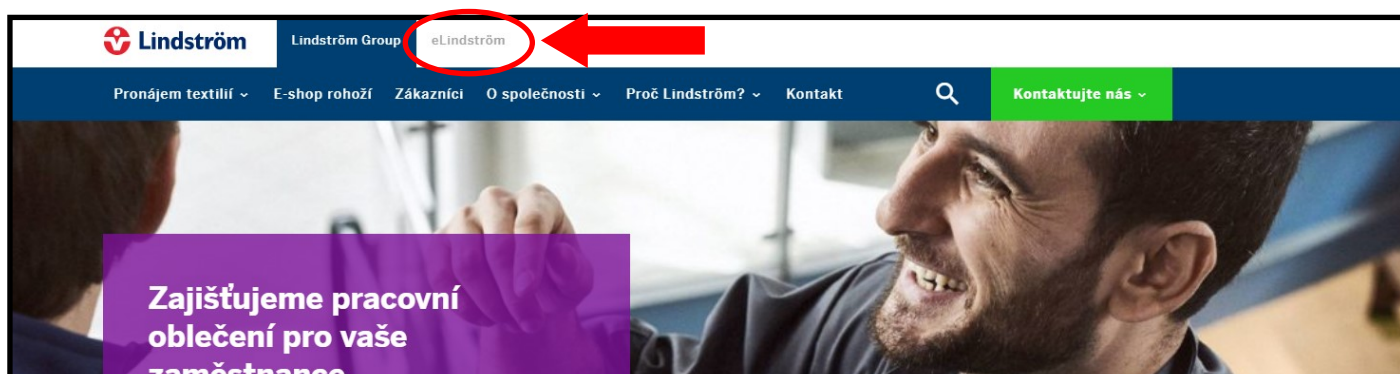 Lindström
Lindström Group eLindström
Pronájem textilií E-shop rohoží Zákazníci O společnosti Proč Lindström? Kontakt Kontaktujte nás
Zajišťujeme pracovní
oblečení pro vaše
zaměstnance